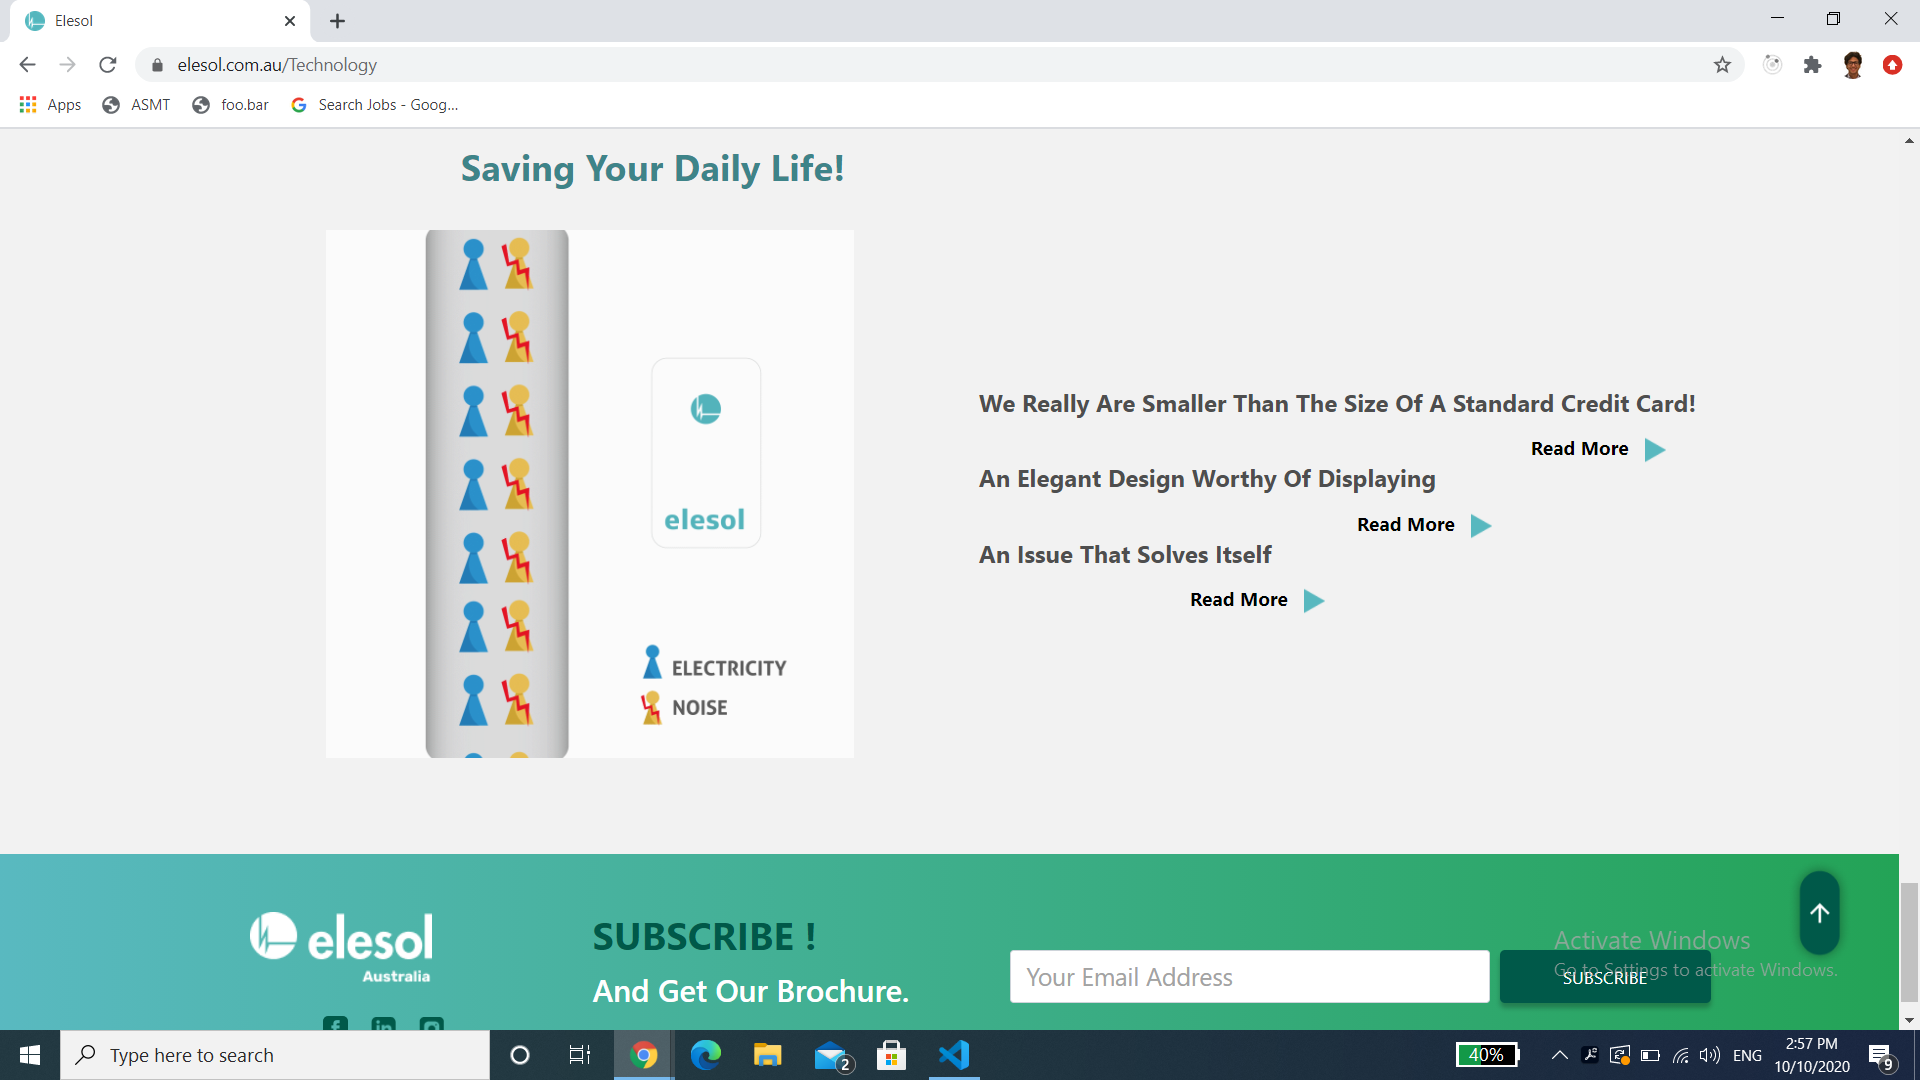 Elesol
elesol.com.au/Technology
Apps
ASMT
foo.bar
Search Jobs - Goog...
Saving Your Daily Life!
elesol
ELECTRICITY
NOISE
We Really Are Smaller Than The Size Of A Standard Credit Card!
Read More
An Elegant Design Worthy Of Displaying
Read More
An Issue That Solves Itself
Read More
elesol
Australia
SUBSCRIBE !
And Get Our Brochure.
Your Email Address
SUBSCRIBE
Activate Windows
Go to Settings to activate Windows.
Type here to search
2
40%
ENG
2:57 PM
10/10/2020
9